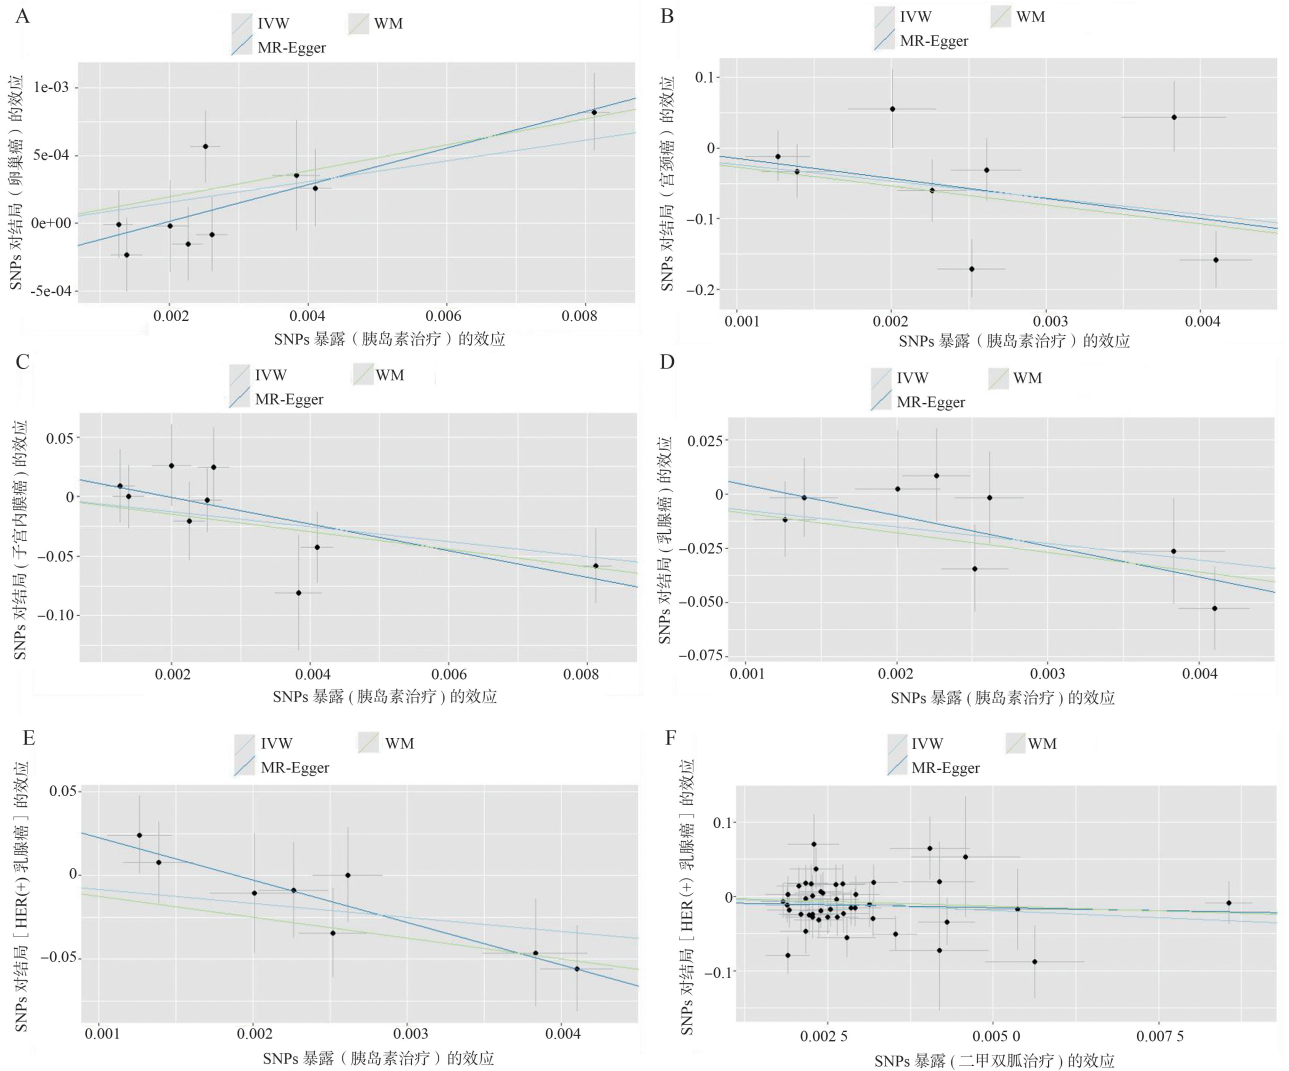 A
IVW
WM
MR-Egger
SNPs 对结局（卵巢癌）的效应
1e-03
5e-04
0e+00
-5e-04
0.002
0.004
0.006
0.008
SNPs 暴露（胰岛素治疗）的效应
B
IVW
WM
MR-Egger
SNPs 对结局（宫颈癌）的效应
0.1
0
−0.1
−0.2
0.001
0.002
0.003
0.004
SNPs 暴露（胰岛素治疗）的效应
C
IVW
WM
MR-Egger
SNPs 对结局（子宫内膜癌）的效应
0.05
0
−0.05
−0.10
0.002
0.004
0.006
0.008
SNPs 暴露（胰岛素治疗）的效应
D
IVW
WM
MR-Egger
SNPs 对结局（乳腺癌）的效应
0.025
0
−0.025
−0.050
−0.075
0.001
0.002
0.003
0.004
SNPs 暴露（胰岛素治疗）的效应
E
IVW
WM
MR-Egger
SNPs 对结局［HER(+) 乳腺癌］的效应
0.05
0
−0.05
0.001
0.002
0.003
0.004
SNPs 暴露（胰岛素治疗）的效应
F
IVW
WM
MR-Egger
SNPs 对结局［HER (+) 乳腺癌］的效应
0.1
0
−0.1
0.002 5
0.005 0
0.007 5
SNPs 暴露（二甲双胍治疗）的效应